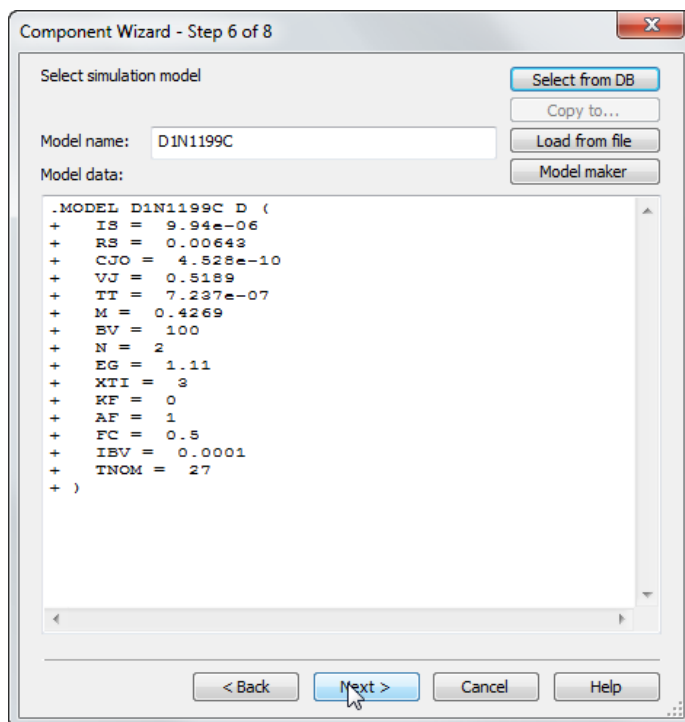 Component Wizard - Step 6 of 8
Select simulation model
Select from DB
Copy to...
Model name: D1N1199C
Load from file
Model data:
Model maker
.MODEL D1N1199C D (
+ IS = 9.94e-06
+ RS = 0.00643
+ CJO = 4.528e-10
+ VJ = 0.5189
+ TT = 7.237e-07
+ M = 0.4269
+ BV = 100
+ N = 2
+ EG = 1.11
+ XTI = 3
+ KF = 0
+ AF = 1
+ FC = 0.5
+ IBV = 0.0001
+ TNOM = 27
+ )
< Back Next > Cancel Help